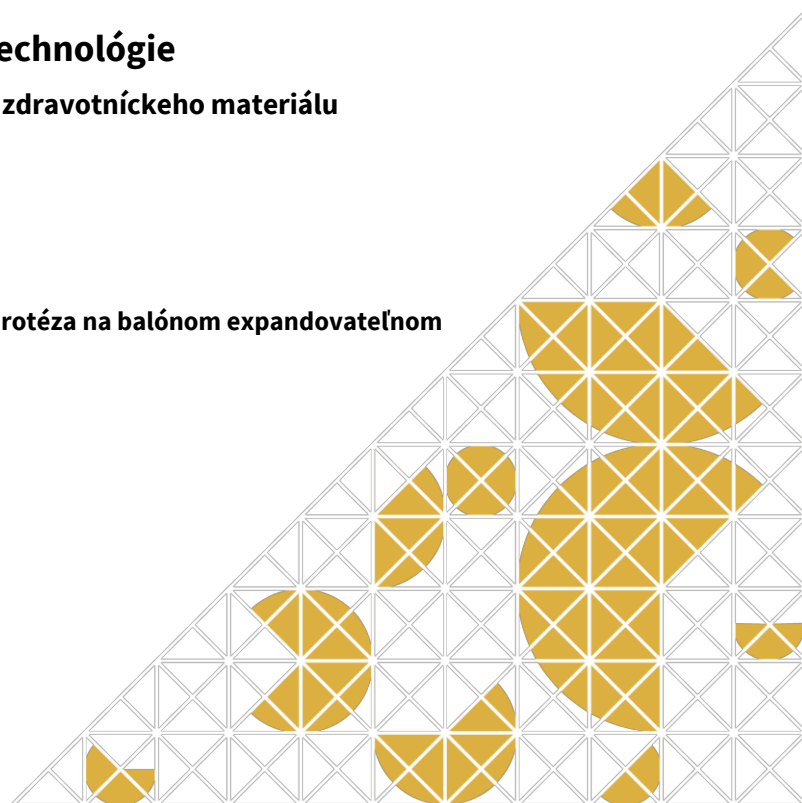 echnológie
zdravotníckeho materiálu
rotéza na balónom expandovateľnom